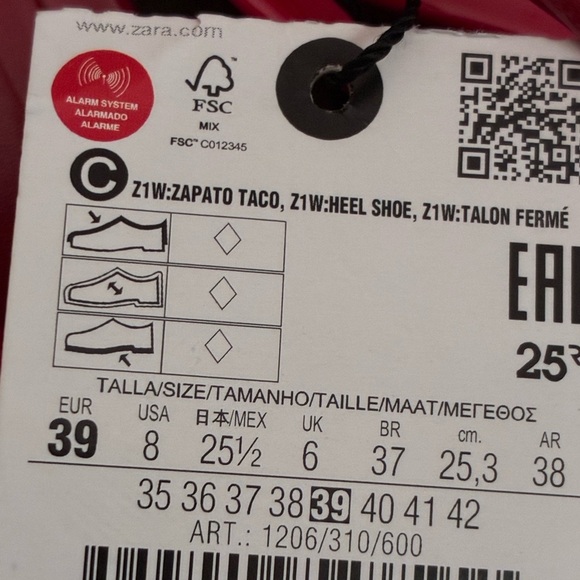 www.zara.com
ALARM SYSTEM
ALARMADO
ALARME
FSC
MIX
FSC™ C012345
C Z1W:ZAPATO TACO, Z1W:HEEL SHOE, Z1W:TALON FERMÉ
EAC
TALLA/SIZE/TAMANHO/TAILLE/MAAT/ΜΕΓΕΘΟΣ
EUR USA 日本/MEX UK BR cm. AR
39 8 25½ 6 37 25,3 38
35 36 37 38 39 40 41 42
ART.: 1206/310/600